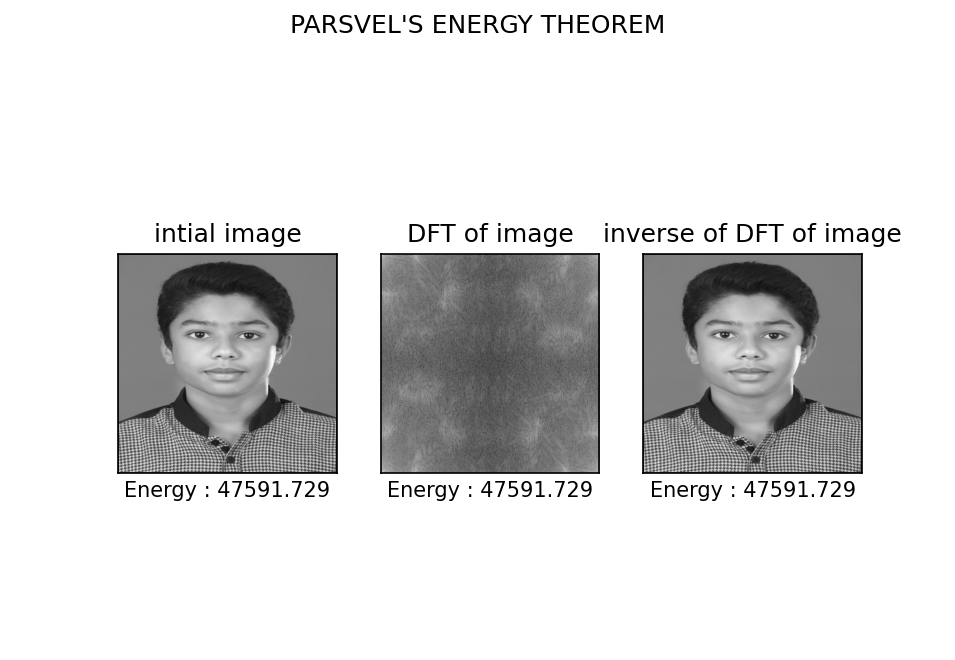 PARSVEL'S ENERGY THEOREM
intial image
DFT of image
inverse of DFT of image
Energy : 47591.729
Energy : 47591.729
Energy : 47591.729